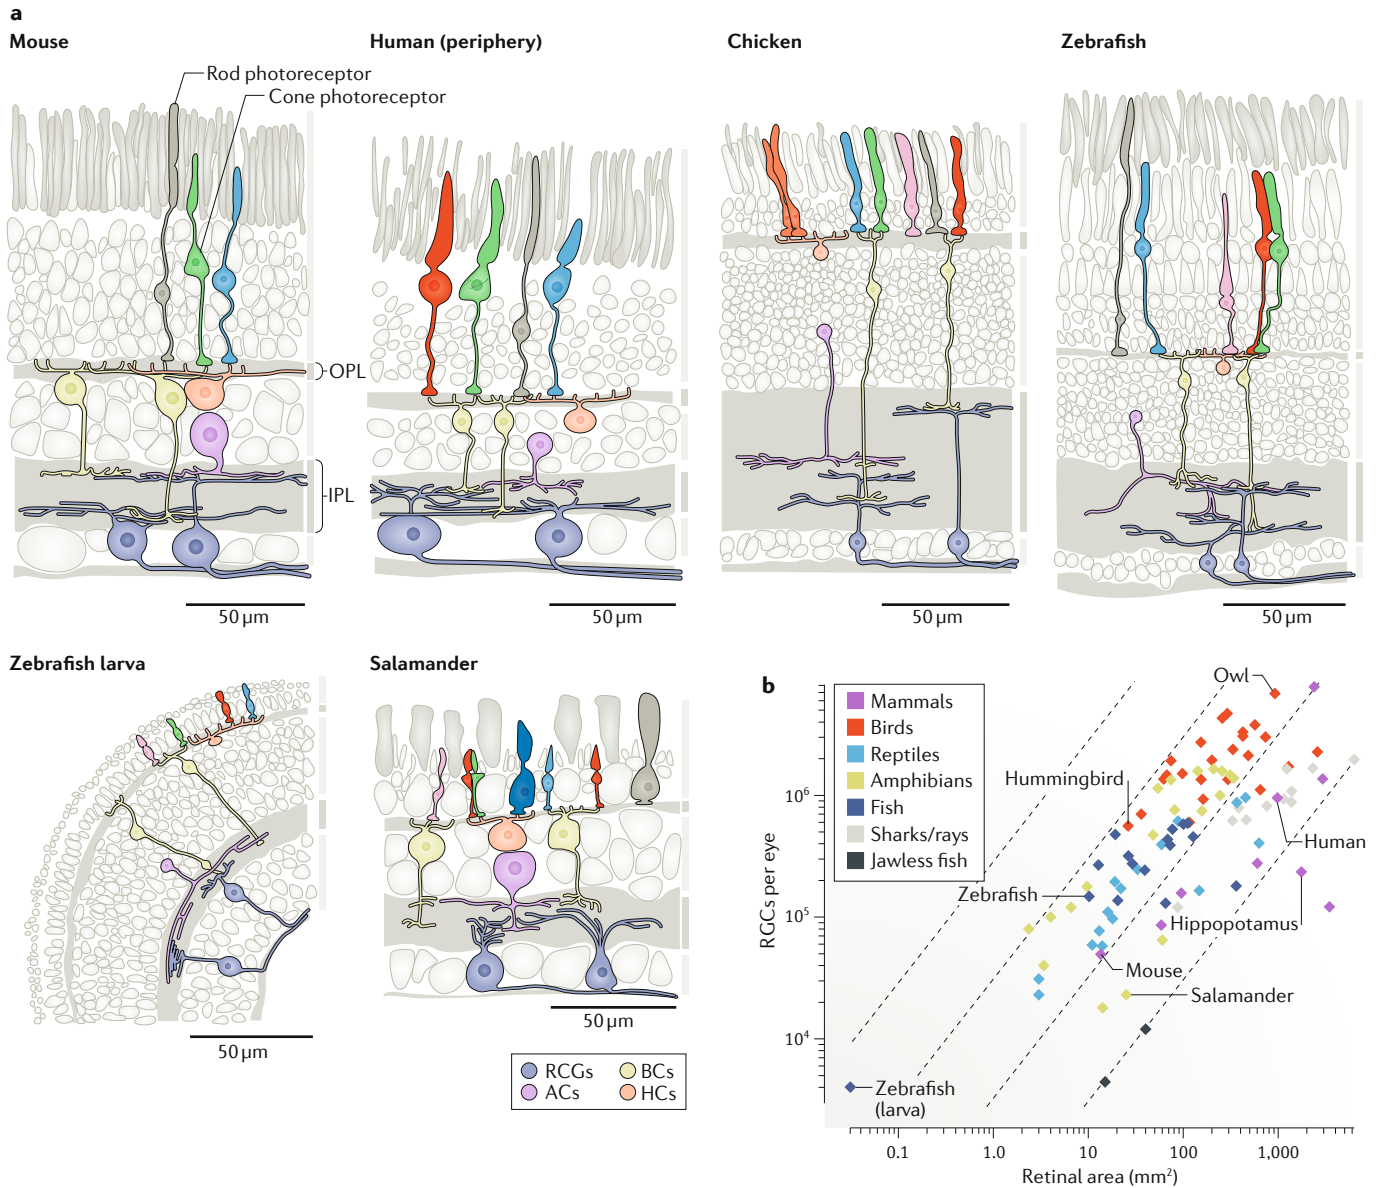 a
Mouse
Human (periphery)
Chicken
Zebrafish
Rod photoreceptor
Cone photoreceptor
OPL
IPL
50 µm
50 µm
50 µm
50 µm
Zebrafish larva
Salamander
50 µm
50 µm
RCGs
BCs
ACs
HCs
b
Mammals
Birds
Reptiles
Amphibians
Fish
Sharks/rays
Jawless fish
Owl
Hummingbird
Human
Zebrafish
Hippopotamus
Mouse
Salamander
Zebrafish
(larva)
RGCs per eye
10⁶
10⁵
10⁴
0.1
1.0
10
100
1,000
Retinal area (mm²)